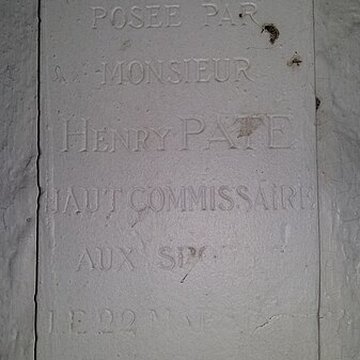 POSEE PAR
MONSIEUR
HENRY PATE
HAUT COMMISSAIRE
AUX
LE 22